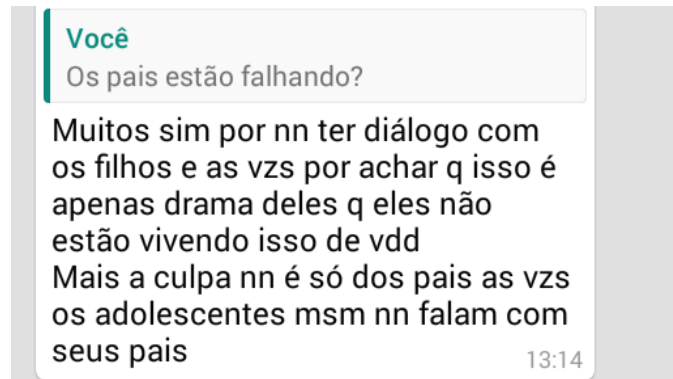 Você
Os pais estão falhando?
Muitos sim por nn ter diálogo com
os filhos e as vzs por achar q isso é
apenas drama deles q eles não
estão vivendo isso de vdd
Mais a culpa nn é só dos pais as vzs
os adolescentes msm nn falam com
seus pais
13:14